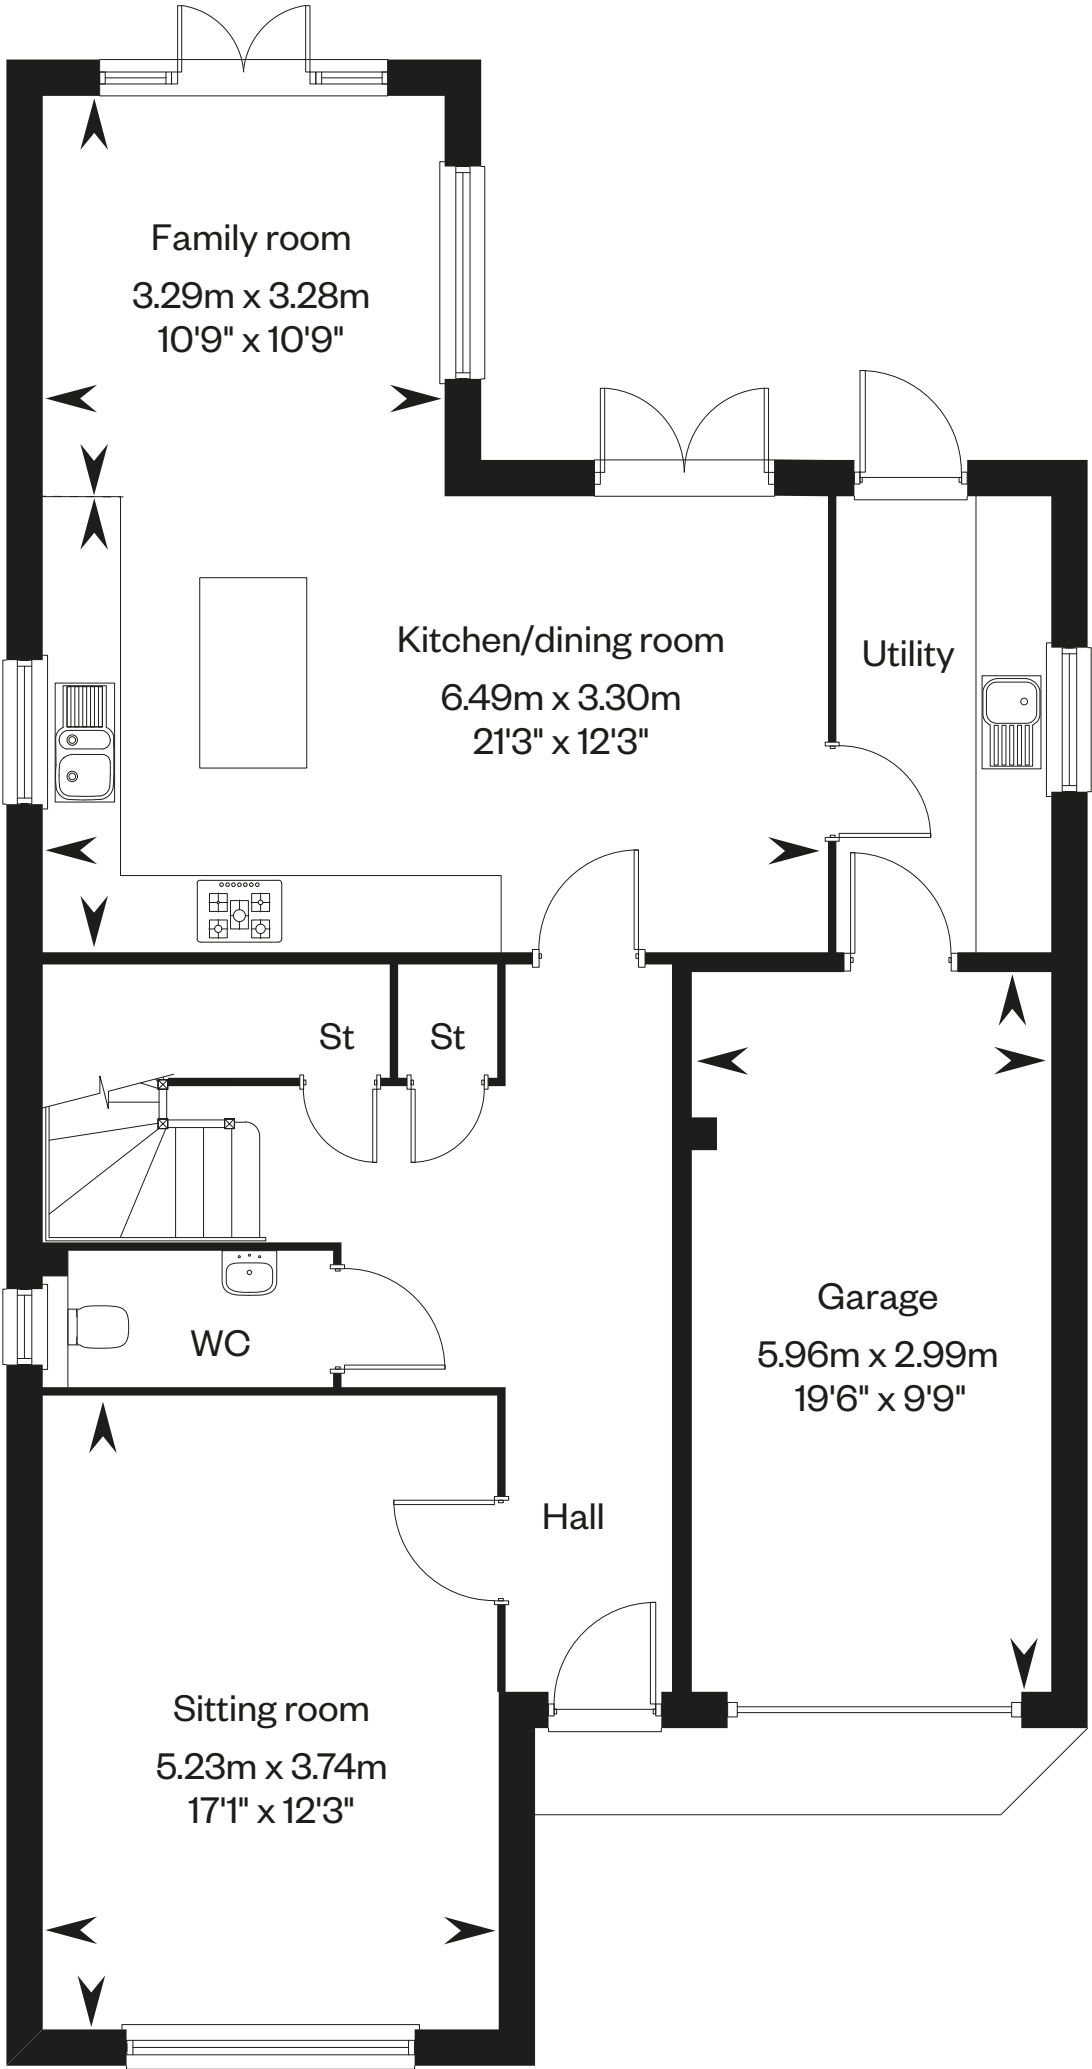 Family room
3.29m x 3.28m
10'9" x 10'9"
Kitchen/dining room
6.49m x 3.30m
21'3" x 12'3"
Utility
St
St
WC
Garage
5.96m x 2.99m
19'6" x 9'9"
Hall
Sitting room
5.23m x 3.74m
17'1" x 12'3"